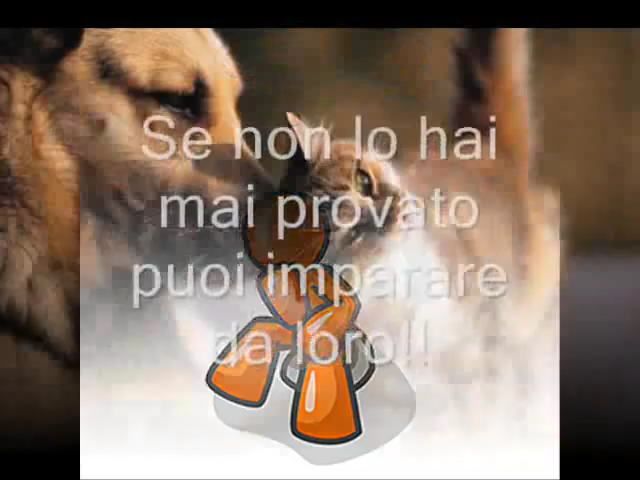 Se non lo hai
mai provato
puoi imparare
da loro!!